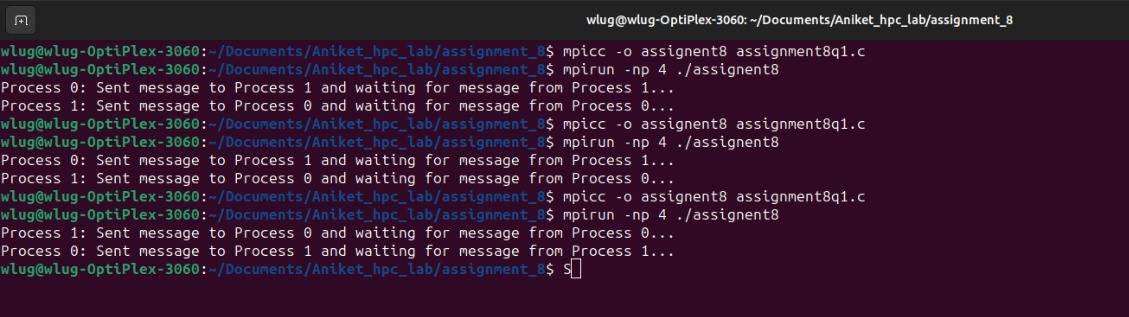 wlug@wlug-OptiPlex-3060: ~/Documents/Aniket_hpc_lab/assignment_8
wlug@wlug-OptiPlex-3060:~/Documents/Aniket_hpc_lab/assignment_8$ mpicc -o assignent8 assignment8q1.c
wlug@wlug-OptiPlex-3060:~/Documents/Aniket_hpc_lab/assignment_8$ mpirun -np 4 ./assignent8
Process 0: Sent message to Process 1 and waiting for message from Process 1...
Process 1: Sent message to Process 0 and waiting for message from Process 0...
wlug@wlug-OptiPlex-3060:~/Documents/Aniket_hpc_lab/assignment_8$ mpicc -o assignent8 assignment8q1.c
wlug@wlug-OptiPlex-3060:~/Documents/Aniket_hpc_lab/assignment_8$ mpirun -np 4 ./assignent8
Process 0: Sent message to Process 1 and waiting for message from Process 1...
Process 1: Sent message to Process 0 and waiting for message from Process 0...
wlug@wlug-OptiPlex-3060:~/Documents/Aniket_hpc_lab/assignment_8$ mpicc -o assignent8 assignment8q1.c
wlug@wlug-OptiPlex-3060:~/Documents/Aniket_hpc_lab/assignment_8$ mpirun -np 4 ./assignent8
Process 1: Sent message to Process 0 and waiting for message from Process 0...
Process 0: Sent message to Process 1 and waiting for message from Process 1...
wlug@wlug-OptiPlex-3060:~/Documents/Aniket_hpc_lab/assignment_8$ S